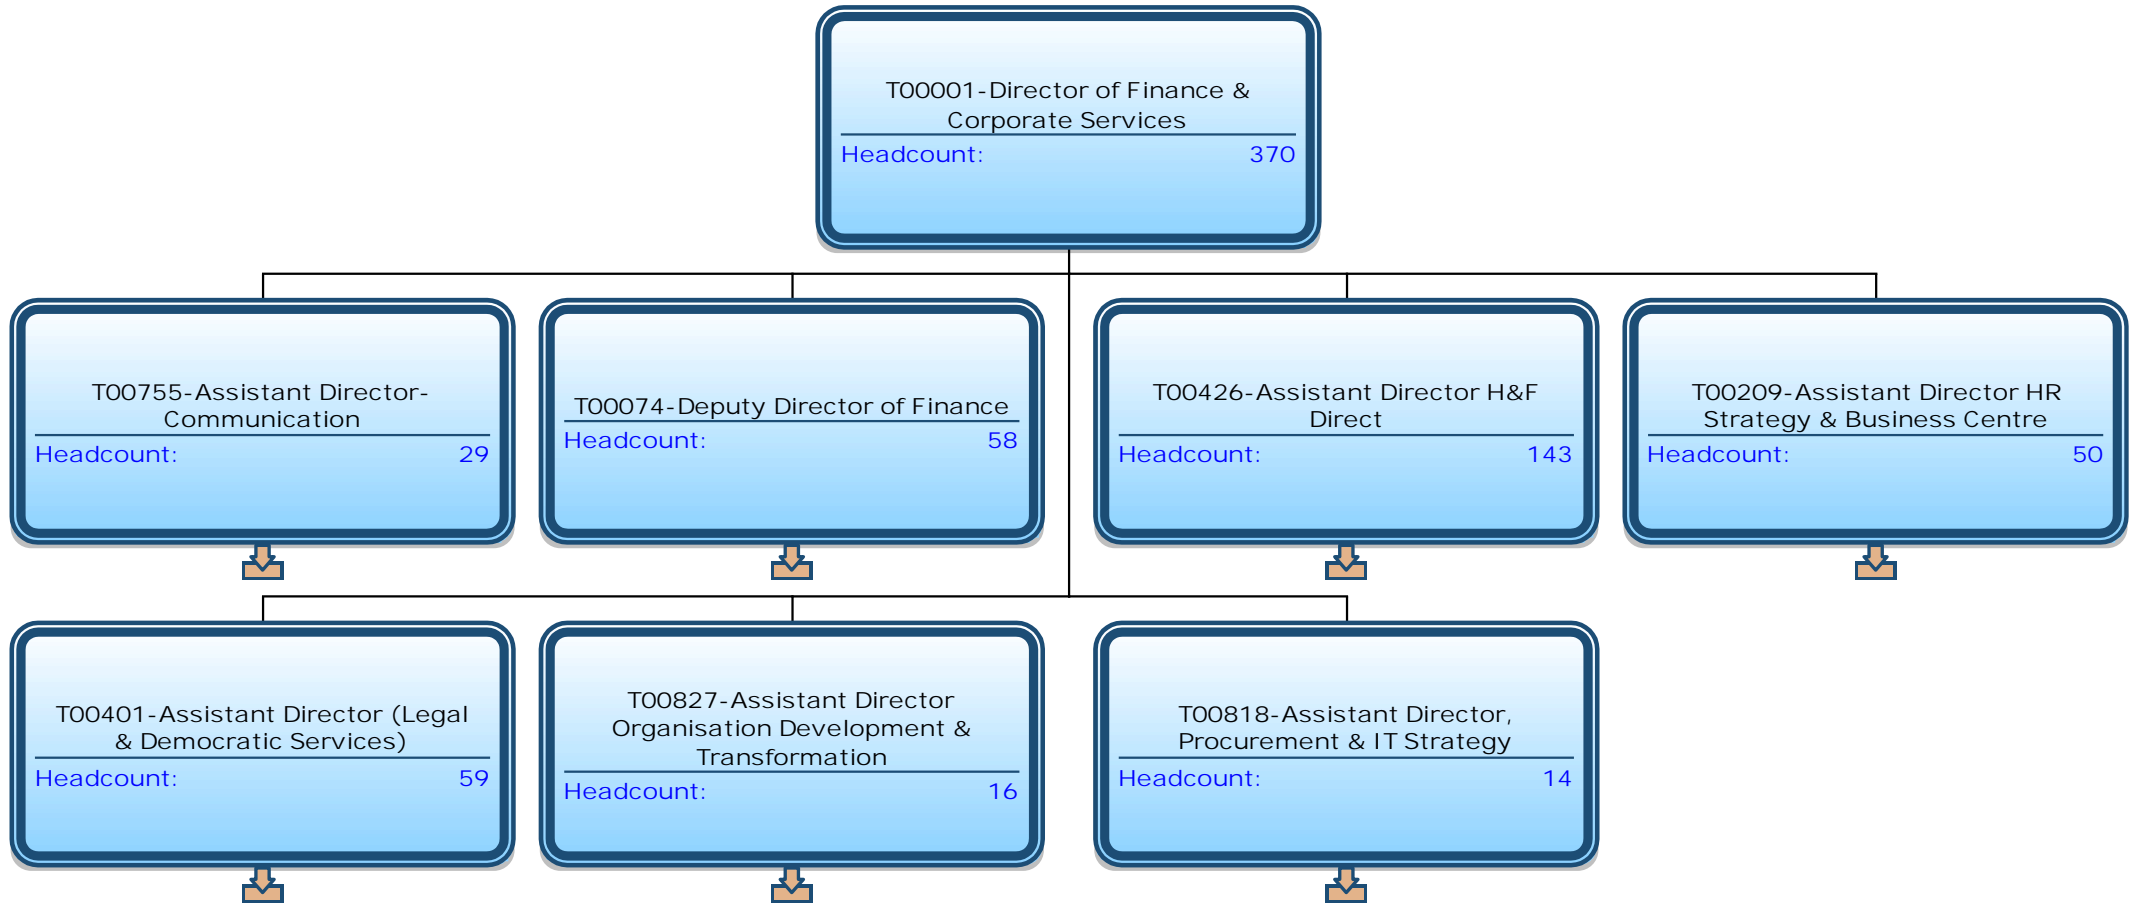 T00001-Director of Finance &
Corporate Services
Headcount: 370
T00755-Assistant Director-
Communication
Headcount: 29
T00074-Deputy Director of Finance
Headcount: 58
T00426-Assistant Director H&F
Direct
Headcount: 143
T00209-Assistant Director HR
Strategy & Business Centre
Headcount: 50
T00401-Assistant Director (Legal
& Democratic Services)
Headcount: 59
T00827-Assistant Director
Organisation Development &
Transformation
Headcount: 16
T00818-Assistant Director,
Procurement & IT Strategy
Headcount: 14